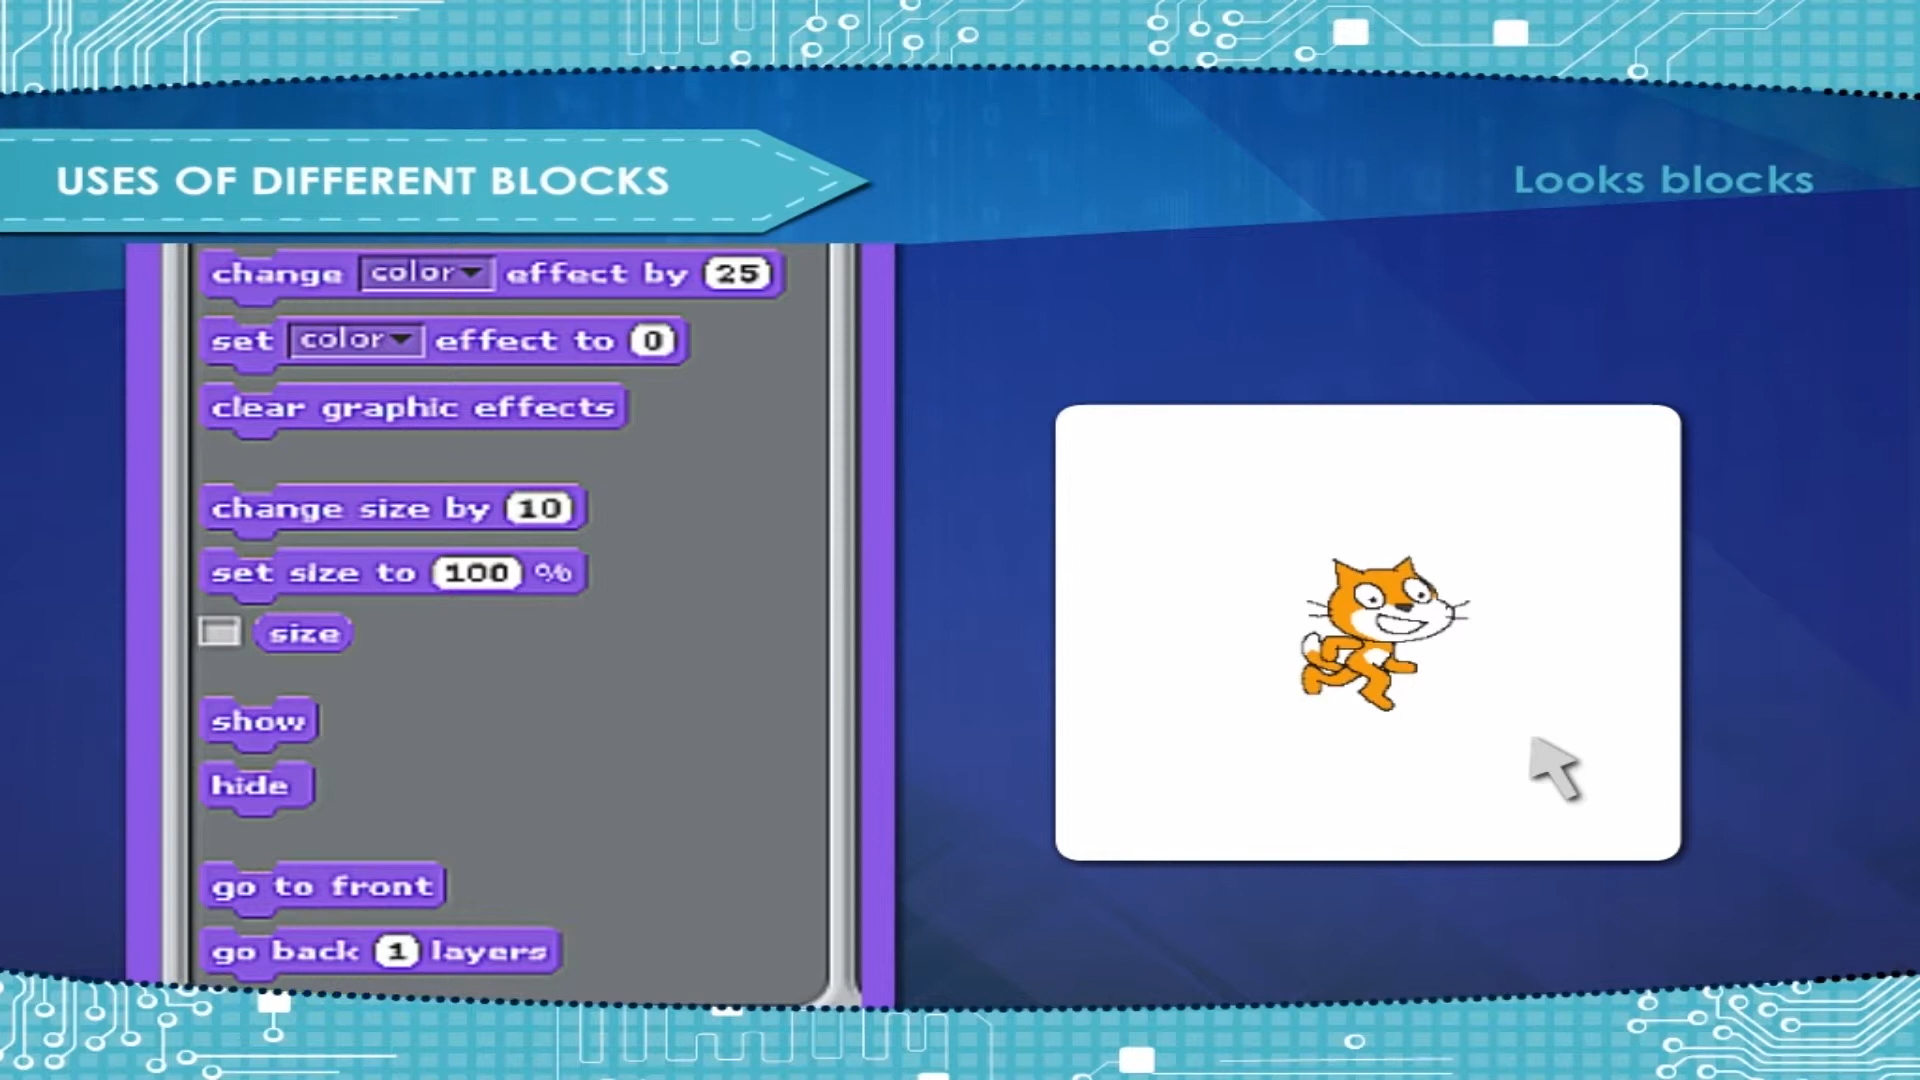 USES OF DIFFERENT BLOCKS
Looks blocks
change color effect by 25
set color effect to 0
clear graphic effects
change size by 10
set size to 100 %
size
show
hide
go to front
go back 1 layers